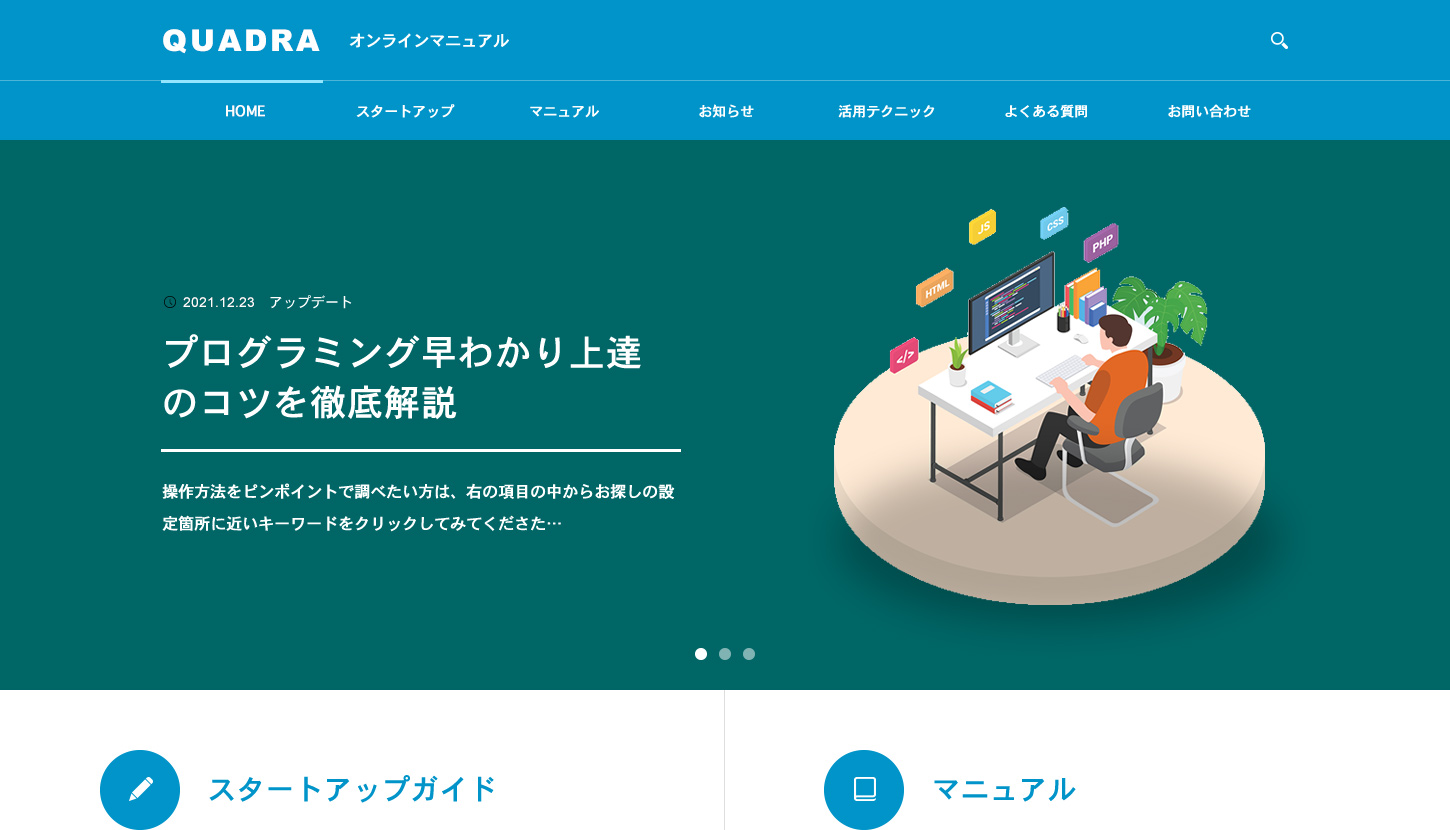 QUADRA オンラインマニュアル
HOME スタートアップ マニュアル お知らせ 活用テクニック よくある質問 お問い合わせ
JS
CSS
PHP
HTML
</>
2021.12.23 アップデート
プログラミング早わかり上達
のコツを徹底解説
操作方法をピンポイントで調べたい方は、右の項目の中からお探しの設
定箇所に近いキーワードをクリックしてみてくださた…
スタートアップガイド
マニュアル